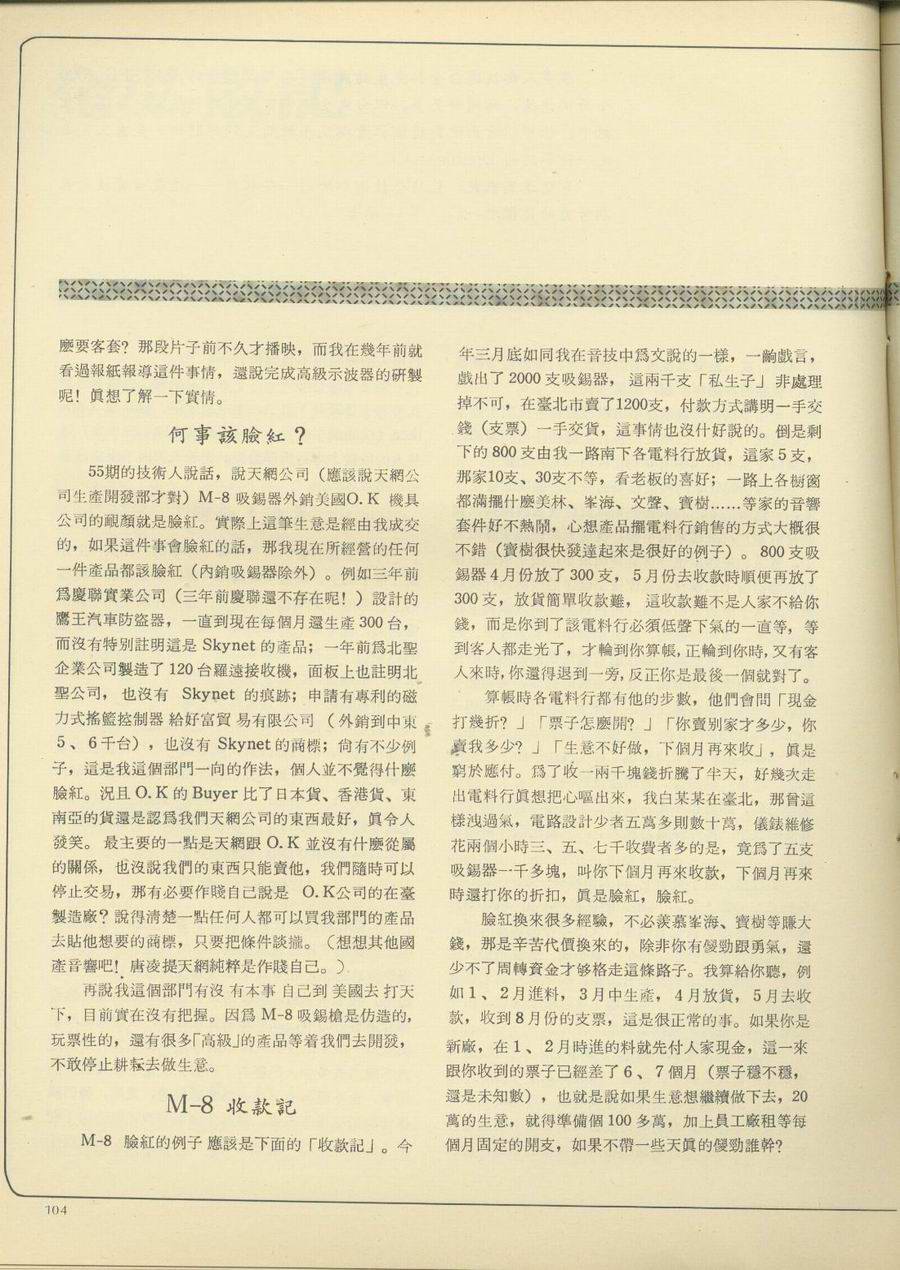 麽要客套？那段片子前不久才播映，而我在幾年前就
看過報紙報導這件事情，還說完成高級示波器的研製
呢！眞想了解一下實情。
何事該臉紅？
55期的技術人說話，說天網公司（應該說天網公
司生產開發部才對）M-8 吸錫器外銷美國O. K 機具
公司的靦顏就是臉紅。實際上這筆生意是經由我成交
的，如果這件事會臉紅的話，那我現在所經營的任何
一件產品都該臉紅（內銷吸錫器除外）。例如三年前
爲慶聯實業公司（三年前慶聯還不存在呢！）設計的
鷹王汽車防盜器，一直到現在每個月還生產 300 台，
而沒有特別註明這是 Skynet 的產品；一年前爲北聖
企業公司製造了 120 台羅遠接收機，面板上也註明北
聖公司，也沒有 Skynet 的痕跡；申請有專利的磁
力式搖籃控制器 給好富貿 易有限公司 （外銷到中東
5 、 6 千台），也沒有 Skynet 的商標；尙有不少例
子，這是我這個部門一向的作法，個人並不覺得什麽
臉紅。況且 O. K 的 Buyer 比了日本貨、香港貨、東
南亞的貨還是認爲我們天網公司的東西最好，眞令人
發笑。 最主要的一點是天網跟 O. K 並沒有什麽從屬
的關係，也沒說我們的東西只能賣他，我們隨時可以
停止交易，那有必要作賤自己說是 O. K公司的在臺
製造廠？說得清楚一點任何人都可以買我部門的產品
去貼他想要的商標，只要把條件談攏。（想想其他國
產音響吧！唐凌提天網純粹是作賤自己。）
再說我這個部門有沒 有本事 自己到 美國去 打天
下，目前實在沒有把握。因爲 M-8 吸錫槍是仿造的，
玩票性的，還有很多「高級」的產品等着我們去開發，
不敢停止耕耘去做生意。
M-8 收款記
M-8 臉紅的例子 應該是下面的「收款記」。今
年三月底如同我在音技中爲文說的一樣，一齣戲言，
戲出了 2000 支吸錫器， 這兩千支「私生子」 非處理
掉不可，在臺北市賣了1200支，付款方式講明一手交
錢（支票）一手交貨，這事情也沒什好說的。倒是剩
下的 800 支由我一路南下各電料行放貨，這家 5 支，
那家10支、30支不等，看老板的喜好；一路上各橱窗
都滿擺什麽美林、峯海、文聲、寶樹……等家的音響
套件好不熱鬧，心想產品擺電料行銷售的方式大槪很
不錯（寶樹很快發達起來是很好的例子）。 800 支吸
錫器 4 月份放了 300 支， 5 月份去收款時順便再放了
300 支，放貨簡單收款難， 這收款難不是人家不給你
錢，而是你到了該電料行必須低聲下氣的一直等，等
到客人都走光了，才輪到你算帳，正輪到你時，又有客
人來時，你還得退到一旁，反正你是最後一個就對了。
算帳時各電料行都有他的步數，他們會問「現金
打幾折？」「票子怎麽開？」「你賣別家才多少，你
賣我多少？」「生意不好做，下個月再來收」，眞是
窮於應付。爲了收一兩千塊錢折騰了半天，好幾次走
出電料行眞想把心嘔出來，我白某某在臺北，那曾這
樣洩過氣，電路設計少者五萬多則數十萬，儀錶維修
花兩個小時三、五、七千收費者多的是，竟爲了五支
吸錫器一千多塊，叫你下個月再來收款，下個月再來
時還打你的折扣，眞是臉紅，臉紅。
臉紅換來很多經驗，不必羨慕峯海、寶樹等賺大
錢，那是辛苦代價換來的，除非你有儍勁跟勇氣，還
少不了周轉資金才够格走這條路子。我算給你聽，例
如 1 、 2 月進料， 3 月中生產， 4 月放貨， 5 月去收
款，收到 8 月份的支票，這是很正常的事。如果你是
新廠，在 1 、 2 月時進的料就先付人家現金，這一來
跟你收到的票子已經差了 6 、 7 個月（票子穩不穩，
還是未知數），也就是說如果生意想繼續做下去，20
萬的生意，就得準備個 100 多萬，加上員工廠租等每
個月固定的開支，如果不帶一些天眞的儍勁誰幹？
104